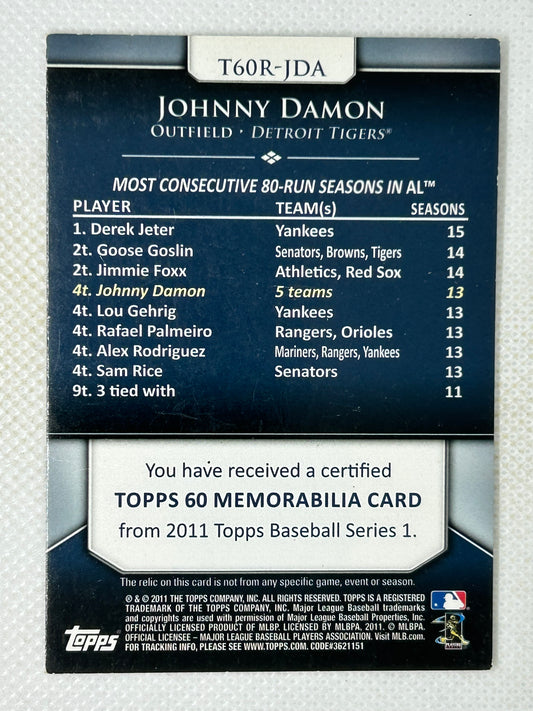 T60R-JDA
JOHNNY DAMON
OUTFIELD · DETROIT TIGERS®
MOST CONSECUTIVE 80-RUN SEASONS IN AL™
PLAYER TEAM(s) SEASONS
1. Derek Jeter Yankees 15
2t. Goose Goslin Senators, Browns, Tigers 14
2t. Jimmie Foxx Athletics, Red Sox 14
4t. Johnny Damon 5 teams 13
4t. Lou Gehrig Yankees 13
4t. Rafael Palmeiro Rangers, Orioles 13
4t. Alex Rodriguez Mariners, Rangers, Yankees 13
4t. Sam Rice Senators 13
9t. 3 tied with 11
You have received a certified
TOPPS 60 MEMORABILIA CARD
from 2011 Topps Baseball Series 1.
The relic on this card is not from any specific game, event or season.
® & © 2011 THE TOPPS COMPANY, INC. ALL RIGHTS RESERVED. TOPPS IS A REGISTERED
TRADEMARK OF THE TOPPS COMPANY, INC. Major League Baseball trademarks
and copyrights are used with permission of Major League Baseball Properties, Inc.
OFFICIALLY LICENSED PRODUCT OF MLBP. LICENSED BY MLBPA, 2011. © MLBPA.
OFFICIAL LICENSEE – MAJOR LEAGUE BASEBALL PLAYERS ASSOCIATION. Visit MLB.com.
FOR TRACKING INFO, PLEASE SEE WWW.TOPPS.COM. CODE#3621151
topps